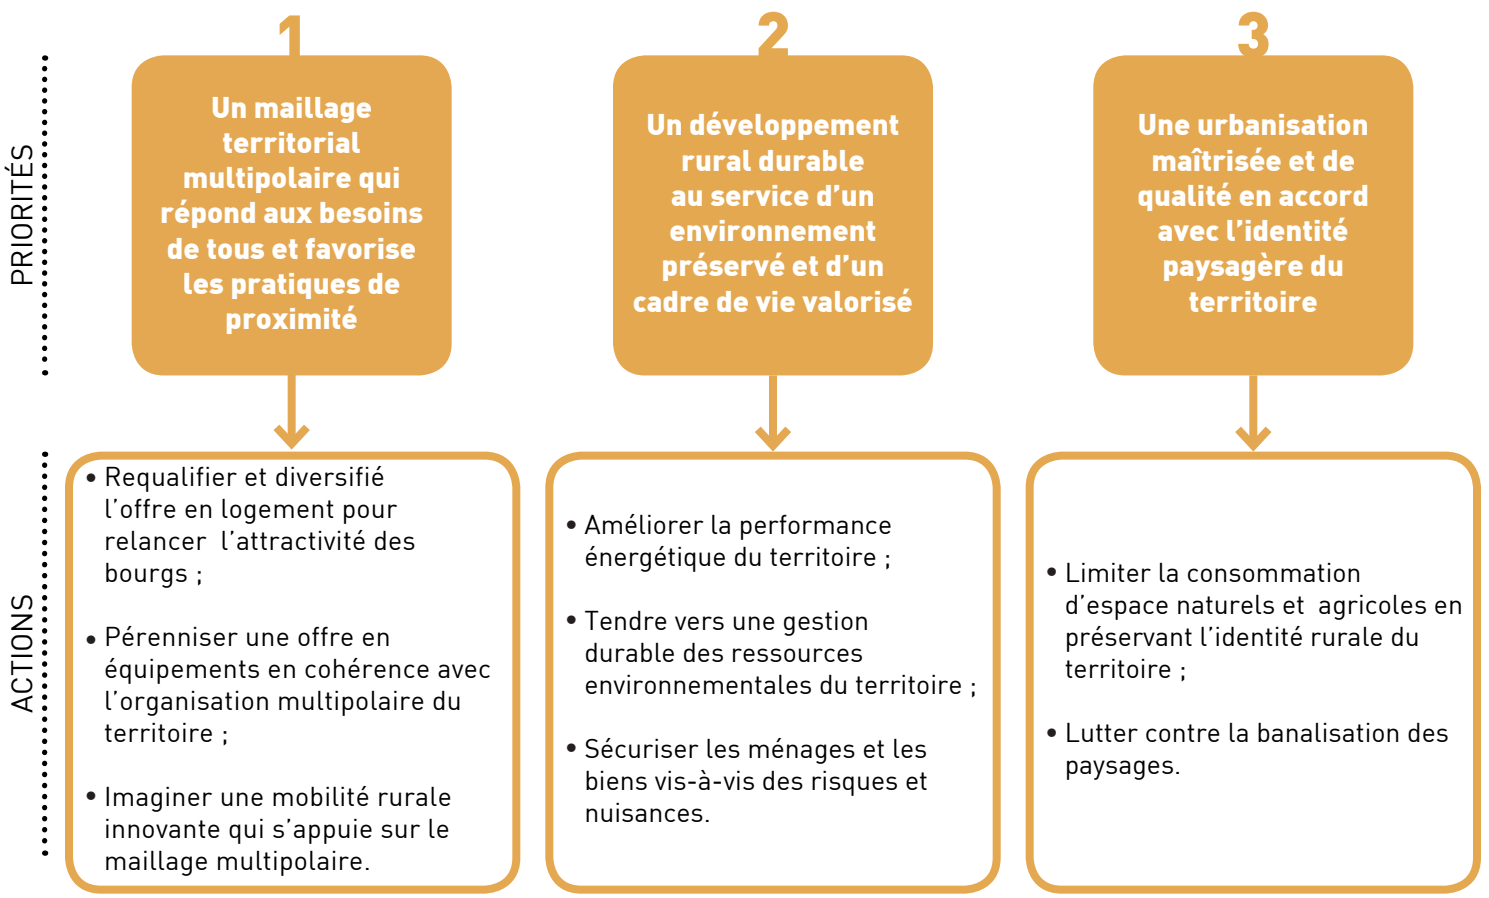 PRIORITÉS
1
Un maillage
territorial
multipolaire qui
répond aux besoins
de tous et favorise
les pratiques de
proximité
2
Un développement
rural durable
au service d’un
environnement
préservé et d’un
cadre de vie valorisé
3
Une urbanisation
maîtrisée et de
qualité en accord
avec l’identité
paysagère du
territoire
ACTIONS
• Requalifier et diversifié
l’offre en logement pour
relancer l’attractivité des
bourgs ;
• Pérenniser une offre en
équipements en cohérence avec
l’organisation multipolaire du
territoire ;
• Imaginer une mobilité rurale
innovante qui s’appuie sur le
maillage multipolaire.
• Améliorer la performance
énergétique du territoire ;
• Tendre vers une gestion
durable des ressources
environnementales du territoire ;
• Sécuriser les ménages et les
biens vis-à-vis des risques et
nuisances.
• Limiter la consommation
d’espace naturels et agricoles en
préservant l’identité rurale du
territoire ;
• Lutter contre la banalisation des
paysages.